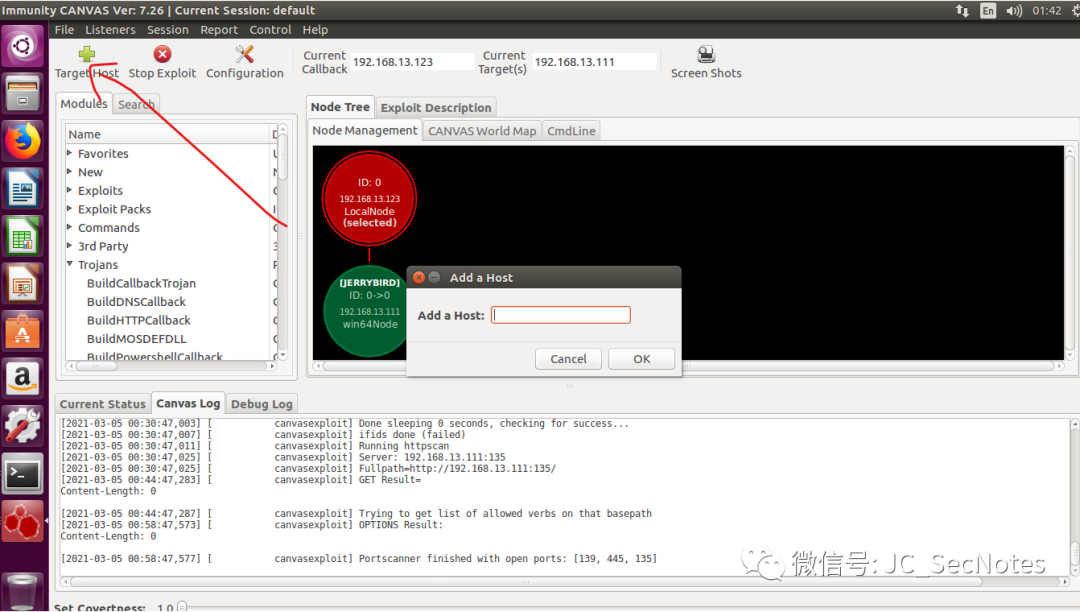 Immunity CANVAS Ver: 7.26 | Current Session: default
En
01:42
File Listeners Session Report Control Help
Target Host
Stop Exploit
Configuration
Current Callback
192.168.13.123
Current Target(s)
192.168.13.111
Screen Shots
Modules
Search
Name
Favorites
New
Exploits
Exploit Packs
Commands
3rd Party
Trojans
BuildCallbackTrojan
BuildDNSCallback
BuildHTTPCallback
BuildMOSDEFDLL
BuildPowershellCallback
Node Tree
Exploit Description
Node Management
CANVAS World Map
CmdLine
ID: 0
192.168.13.123
LocalNode
(selected)
[JERRYBIRD]
ID: 0->0
192.168.13.111
win64Node
Add a Host
Add a Host:
Cancel
OK
Current Status
Canvas Log
Debug Log
[2021-03-05 00:30:47,003] [ canvasexploit] Done sleeping 0 seconds, checking for success...
[2021-03-05 00:30:47,007] [ canvasexploit] ifids done (failed)
[2021-03-05 00:30:47,011] [ canvasexploit] Running httpscan
[2021-03-05 00:30:47,025] [ canvasexploit] Server: 192.168.13.111:135
[2021-03-05 00:30:47,025] [ canvasexploit] Fullpath=http://192.168.13.111:135/
[2021-03-05 00:44:47,283] [ canvasexploit] GET Result=
Content-Length: 0
[2021-03-05 00:44:47,287] [ canvasexploit] Trying to get list of allowed verbs on that basepath
[2021-03-05 00:58:47,573] [ canvasexploit] OPTIONS Result:
Content-Length: 0
[2021-03-05 00:58:47,577] [ canvasexploit] Portscanner finished with open ports: [139, 445, 135]
微信号: JC_SecNotes
Set Covertness: 1.0